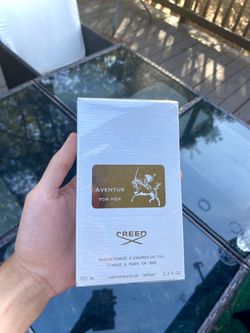 AVENTUS
FOR HER
CREED
MAISON FONDÉE À LONDRES EN 1760
ÉTABLIE À PARIS EN 1854
100 ml VAPORISATEUR - SPRAY 3.3 FL.OZ